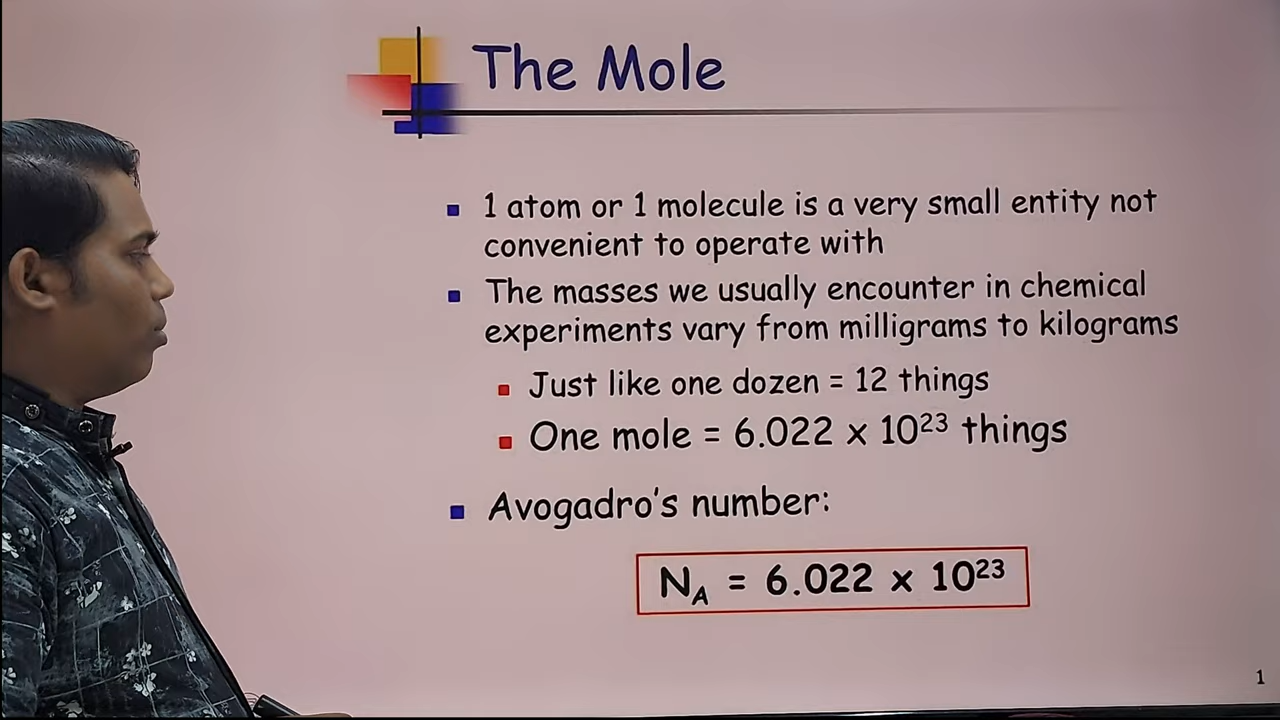 The Mole
1 atom or 1 molecule is a very small entity not
convenient to operate with
The masses we usually encounter in chemical
experiments vary from milligrams to kilograms
Just like one dozen = 12 things
One mole = 6.022 x 10²³ things
Avogadro's number:
N_A = 6.022 x 10²³
1